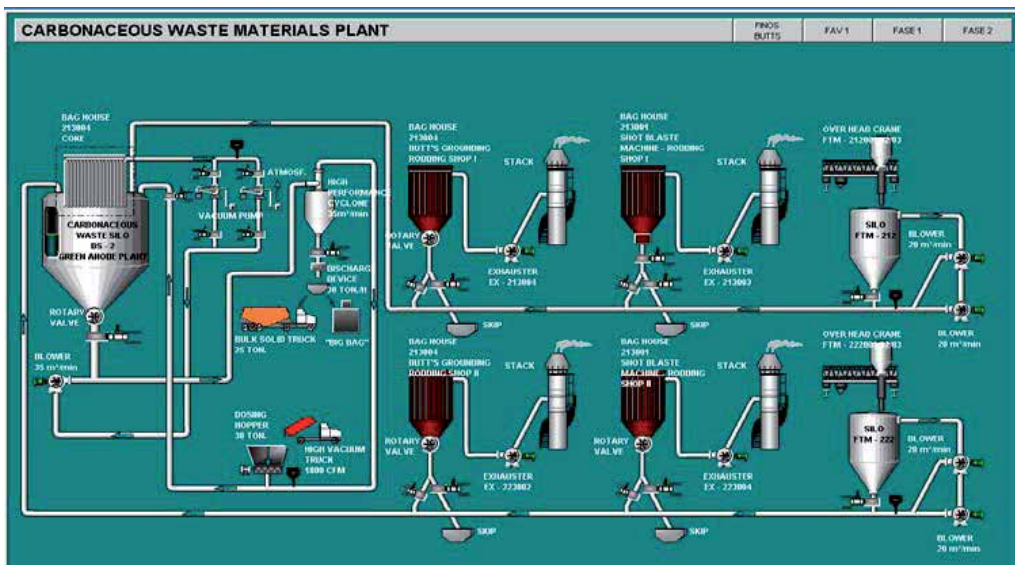 CARBONACEOUS WASTE MATERIALS PLANT
FINOS
BUTTS
FAV 1
FASE 1
FASE 2
BAG HOUSE
213004
COKE
ATMOSF.
VACUUM PUMP
HIGH
PERFORMANCE
CYCLONE
35m³/min
CARBONACEOUS
WASTE SILO
BS - 2
GREEN ANODE PLANT
ROTARY
VALVE
BLOWER
35 m³/min
DISCHARG
DEVICE
30 TON./H
BULK SOLID TRUCK
25 TON.
"BIG BAG"
DOSING
HOPPER
30 TON.
HIGH VACUUM
TRUCK
1800 CFM
BAG HOUSE
213004
BUTT'S GROUNDING
RODDING SHOP I
STACK
ROTARY
VALVE
EXHAUSTER
EX - 213004
SKIP
BAG HOUSE
213001
SHOT BLASTE
MACHINE - RODDING
SHOP I
STACK
EXHAUSTER
EX - 213003
SKIP
OVER HEAD CRANE
SILO
FTM - 212
BLOWER
20 m³/min
BLOWER
20 m³/min
BAG HOUSE
213004
BUTT'S GROUNDING
RODDING SHOP II
STACK
ROTARY
VALVE
EXHAUSTER
EX - 223002
SKIP
BAG HOUSE
213001
SHOT BLASTE
MACHINE - RODDING
SHOP II
STACK
ROTARY
VALVE
EXHAUSTER
EX - 223004
SKIP
OVER HEAD CRANE
SILO
FTM - 222
BLOWER
20 m³/min
BLOWER
20 m³/min